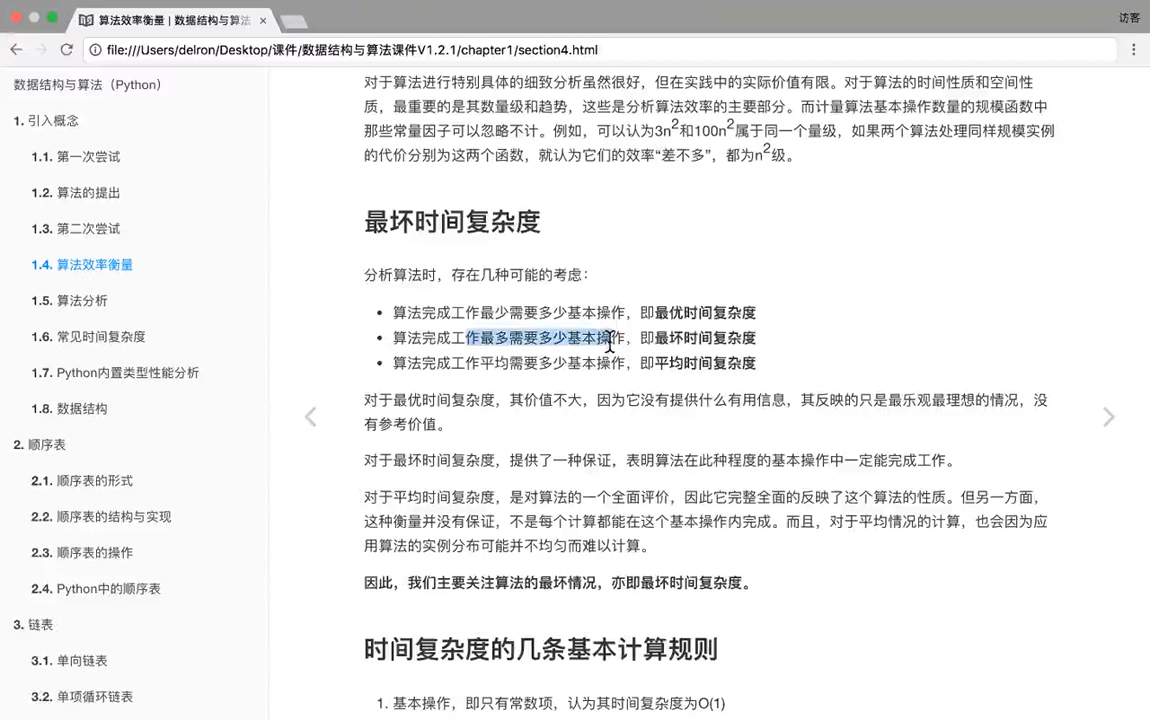 算法效率衡量 | 数据结构与算法
访客
file:///Users/delron/Desktop/课件/数据结构与算法课件V1.2.1/chapter1/section4.html
数据结构与算法（Python）
1. 引入概念
1.1. 第一次尝试
1.2. 算法的提出
1.3. 第二次尝试
1.4. 算法效率衡量
1.5. 算法分析
1.6. 常见时间复杂度
1.7. Python内置类型性能分析
1.8. 数据结构
2. 顺序表
2.1. 顺序表的形式
2.2. 顺序表的结构与实现
2.3. 顺序表的操作
2.4. Python中的顺序表
3. 链表
3.1. 单向链表
3.2. 单项循环链表
对于算法进行特别具体的细致分析虽然很好，但在实践中的实际价值有限。对于算法的时间性质和空间性
质，最重要的是其数量级和趋势，这些是分析算法效率的主要部分。而计量算法基本操作数量的规模函数中
那些常量因子可以忽略不计。例如，可以认为3n²和100n²属于同一个量级，如果两个算法处理同样规模实例
的代价分别为这两个函数，就认为它们的效率“差不多”，都为n²级。
最坏时间复杂度
分析算法时，存在几种可能的考虑：
• 算法完成工作最少需要多少基本操作，即最优时间复杂度
• 算法完成工作最多需要多少基本操作，即最坏时间复杂度
• 算法完成工作平均需要多少基本操作，即平均时间复杂度
对于最优时间复杂度，其价值不大，因为它没有提供什么有用信息，其反映的只是最乐观最理想的情况，没
有参考价值。
对于最坏时间复杂度，提供了一种保证，表明算法在此种程度的基本操作中一定能完成工作。
对于平均时间复杂度，是对算法的一个全面评价，因此它完整全面的反映了这个算法的性质。但另一方面，
这种衡量并没有保证，不是每个计算都能在这个基本操作内完成。而且，对于平均情况的计算，也会因为应
用算法的实例分布可能并不均匀而难以计算。
因此，我们主要关注算法的最坏情况，亦即最坏时间复杂度。
时间复杂度的几条基本计算规则
1. 基本操作，即只有常数项，认为其时间复杂度为O(1)